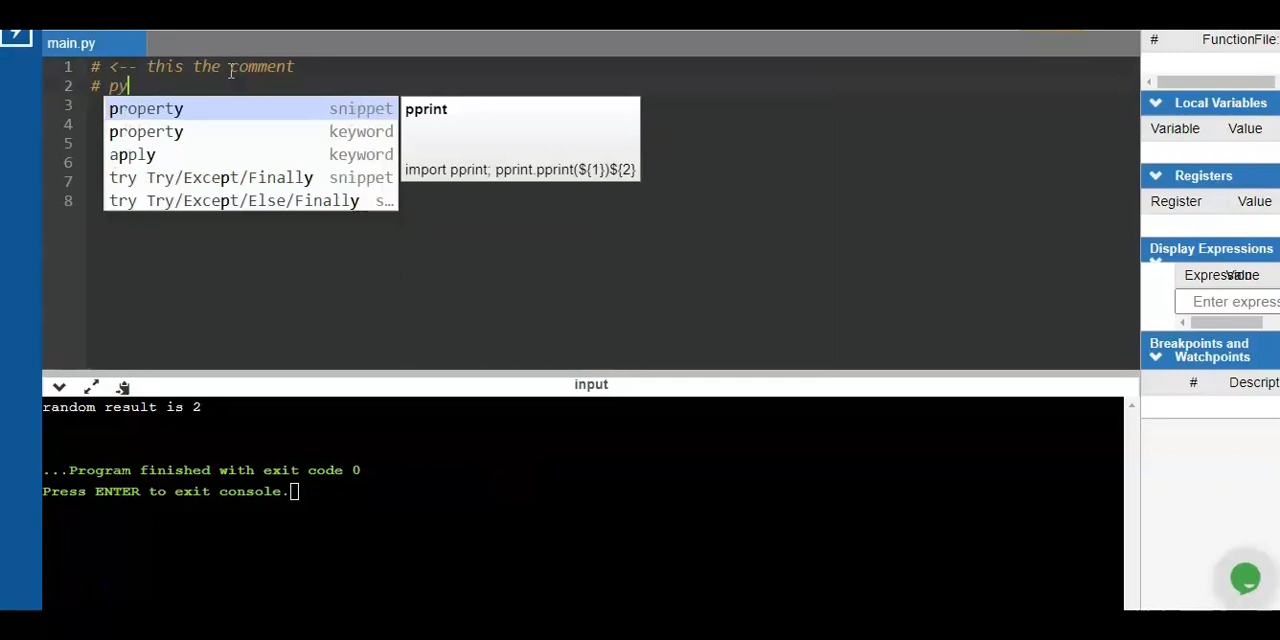 main.py
1 # <-- this the comment
2 # py
3
4
5
6
7
8
property snippet
property keyword
apply keyword
try Try/Except/Finally snippet
try Try/Except/Else/Finally s...
pprint
import pprint; pprint.pprint(${1})${2}
# FunctionFile:
Local Variables
Variable Value
Registers
Register Value
Display Expressions
Expression Value
Enter express
Breakpoints and
Watchpoints
# Descript
input
random result is 2
...Program finished with exit code 0
Press ENTER to exit console.